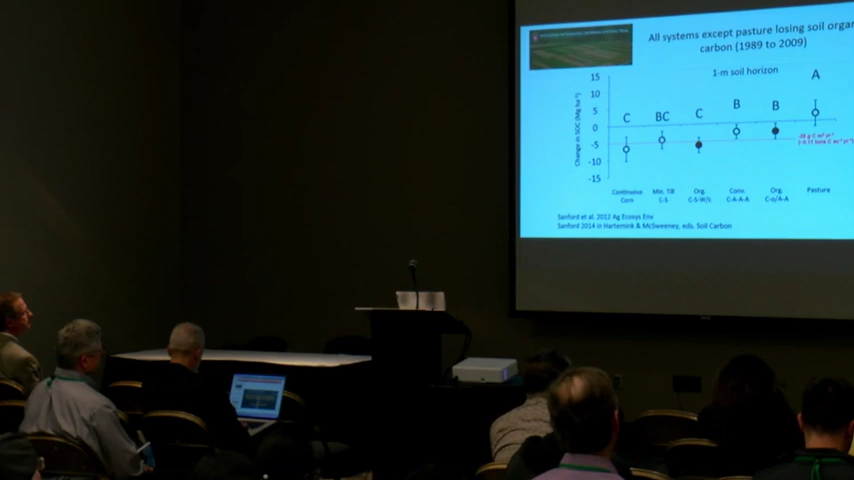 All systems except pasture losing soil organ
carbon (1989 to 2009)
1-m soil horizon
15
10
5
0
-5
-10
-15
Change in SOC (Mg ha⁻¹)
C
BC
C
B
B
A
Continuous
Corn
Min. Till
C-S
Org.
C-S-W/c
Conv.
C-A-A-A
Org.
C-o/A-A
Pasture
Sanford et al. 2012 Ag Ecosys Env
Sanford 2014 in Hartemink & McSweeney, eds. Soil Carbon